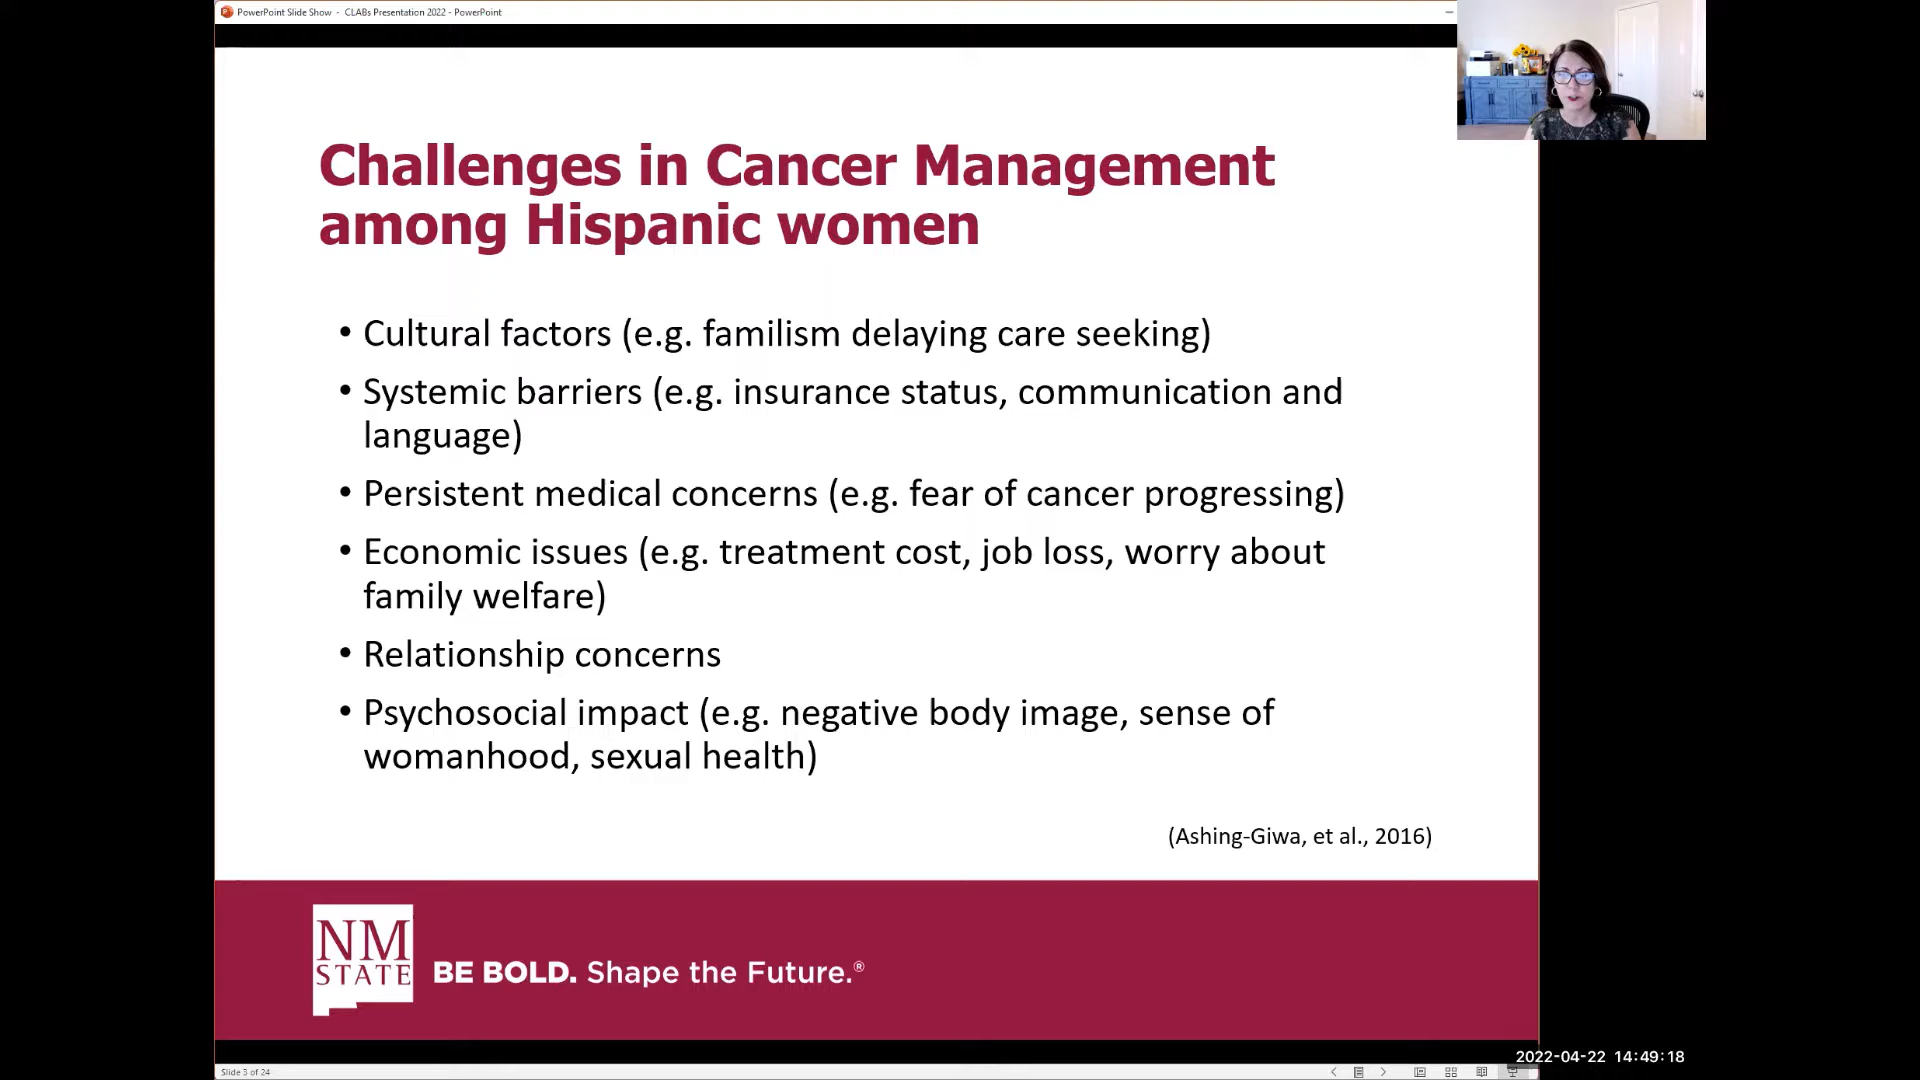 PowerPoint Slide Show - CLABs Presentation 2022 - PowerPoint
Challenges in Cancer Management
among Hispanic women
• Cultural factors (e.g. familism delaying care seeking)
• Systemic barriers (e.g. insurance status, communication and
language)
• Persistent medical concerns (e.g. fear of cancer progressing)
• Economic issues (e.g. treatment cost, job loss, worry about
family welfare)
• Relationship concerns
• Psychosocial impact (e.g. negative body image, sense of
womanhood, sexual health)
(Ashing-Giwa, et al., 2016)
NM
STATE
BE BOLD. Shape the Future.®
2022-04-22 14:49:18
Slide 3 of 24